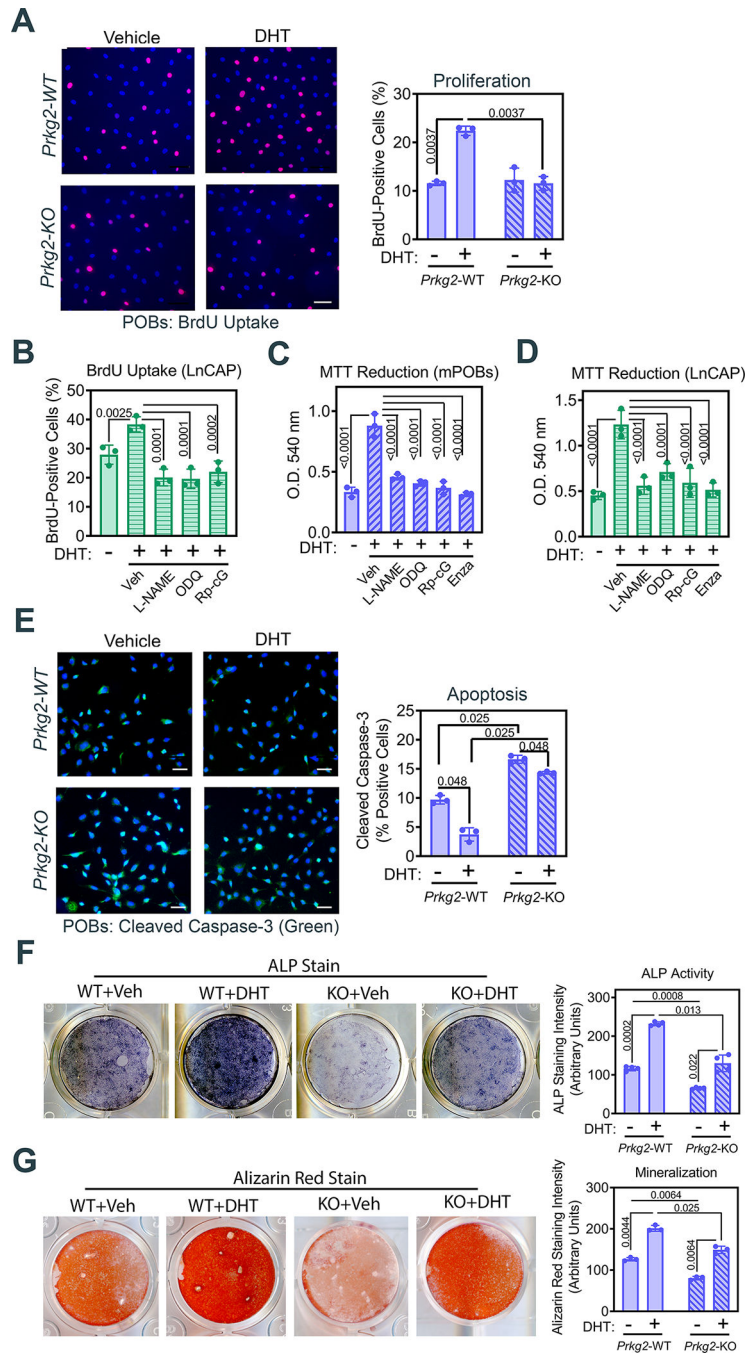 A
Vehicle
DHT
Prkg2-WT
Prkg2-KO
POBs: BrdU Uptake
Proliferation
BrdU-Positive Cells (%)
30
20
10
0
0.0037
0.0037
DHT: - + - +
Prkg2-WT Prkg2-KO
B
BrdU Uptake (LnCAP)
BrdU-Positive Cells (%)
50
40
30
20
10
0
0.0025
0.0001
0.0001
0.0002
DHT: - + + + +
Veh
L-NAME
ODQ
Rp-cG
C
MTT Reduction (mPOBs)
O.D. 540 nm
1.0
0.5
0.0
<0.0001
<0.0001
<0.0001
<0.0001
<0.0001
DHT: - + + + + +
Veh
L-NAME
ODQ
Rp-cG
Enza
D
MTT Reduction (LnCAP)
O.D. 540 nm
1.5
1.0
0.5
0.0
<0.0001
<0.0001
0.0001
<0.0001
<0.0001
DHT: - + + + + +
Veh
L-NAME
ODQ
Rp-cG
Enza
E
Vehicle
DHT
Prkg2-WT
Prkg2-KO
POBs: Cleaved Caspase-3 (Green)
Apoptosis
Cleaved Caspase-3
(% Positive Cells)
25
20
15
10
5
0
0.025
0.025
0.048
0.048
DHT: - + - +
Prkg2-WT Prkg2-KO
F
ALP Stain
WT+Veh WT+DHT KO+Veh KO+DHT
ALP Activity
ALP Staining Intensity
(Arbitrary Units)
300
200
100
0
0.0008
0.013
0.0002
0.022
DHT: - + - +
Prkg2-WT Prkg2-KO
G
Alizarin Red Stain
WT+Veh WT+DHT KO+Veh KO+DHT
Mineralization
Alizarin Red Staining Intensity
(Arbitrary Units)
300
200
100
0
0.0064
0.025
0.0044
0.0064
DHT: - + - +
Prkg2-WT Prkg2-KO